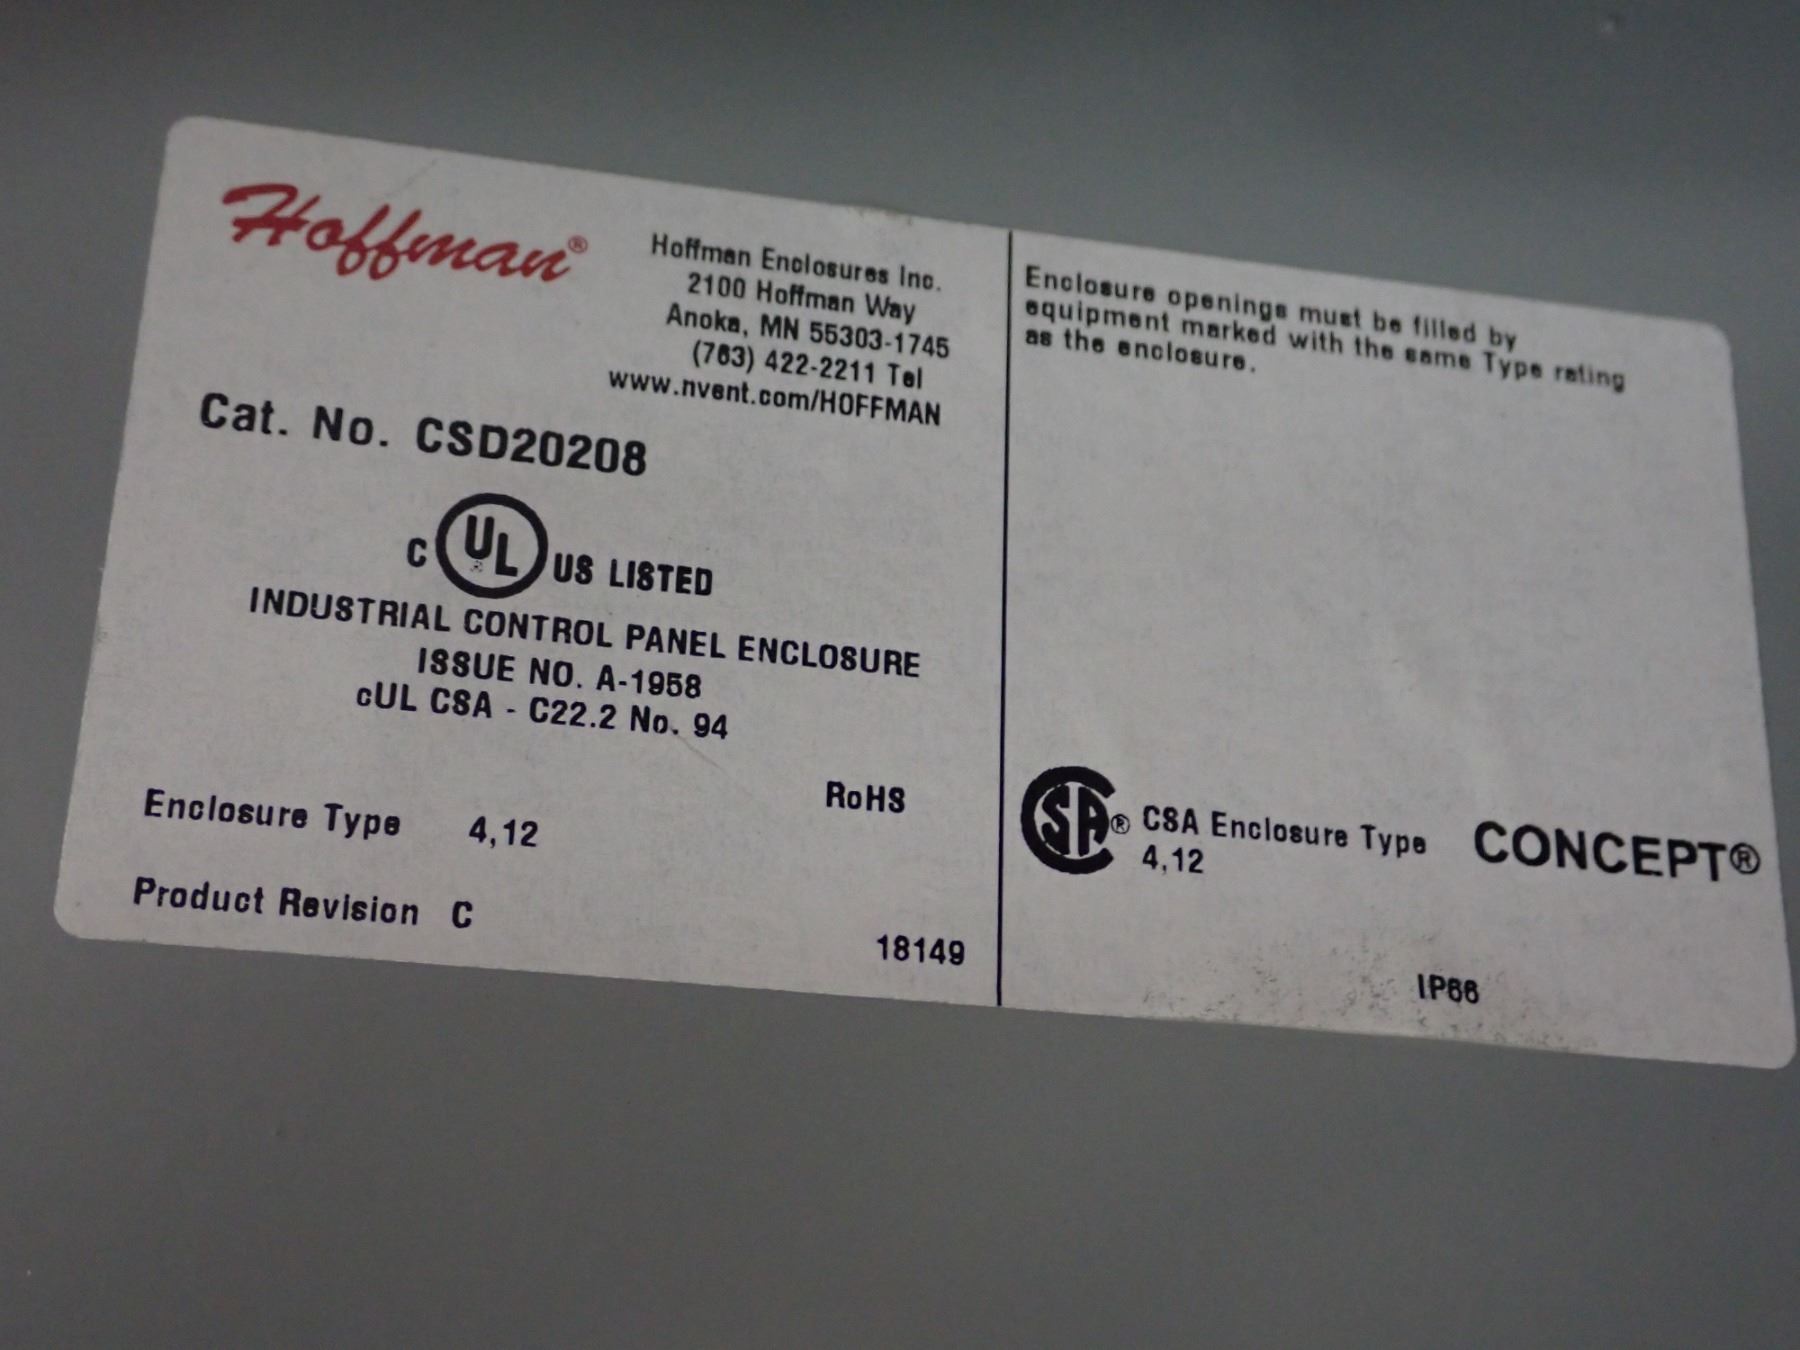 Hoffman®
Hoffman Enclosures Inc.
2100 Hoffman Way
Anoka, MN 55303-1745
(763) 422-2211 Tel
www.nvent.com/HOFFMAN
Cat. No. CSD20208
C UL® US LISTED
INDUSTRIAL CONTROL PANEL ENCLOSURE
ISSUE NO. A-1958
cUL CSA - C22.2 No. 94
RoHS
Enclosure Type 4,12
Product Revision C
18149
Enclosure openings must be filled by
equipment marked with the same Type rating
as the enclosure.
CSA® CSA Enclosure Type
4,12
CONCEPT®
IP66